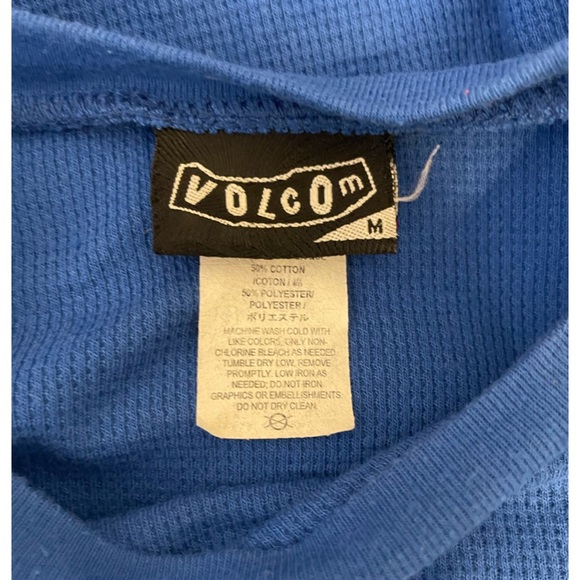 VOLCOM
M
50% COTTON
/COTON /
50% POLYESTER/
POLYESTER /
ポリエステル
MACHINE WASH COLD WITH
LIKE COLORS, ONLY NON-
CHLORINE BLEACH AS NEEDED
TUMBLE DRY LOW, REMOVE
PROMPTLY. LOW IRON AS
NEEDED; DO NOT IRON
GRAPHICS OR EMBELLISHMENTS
DO NOT DRY CLEAN